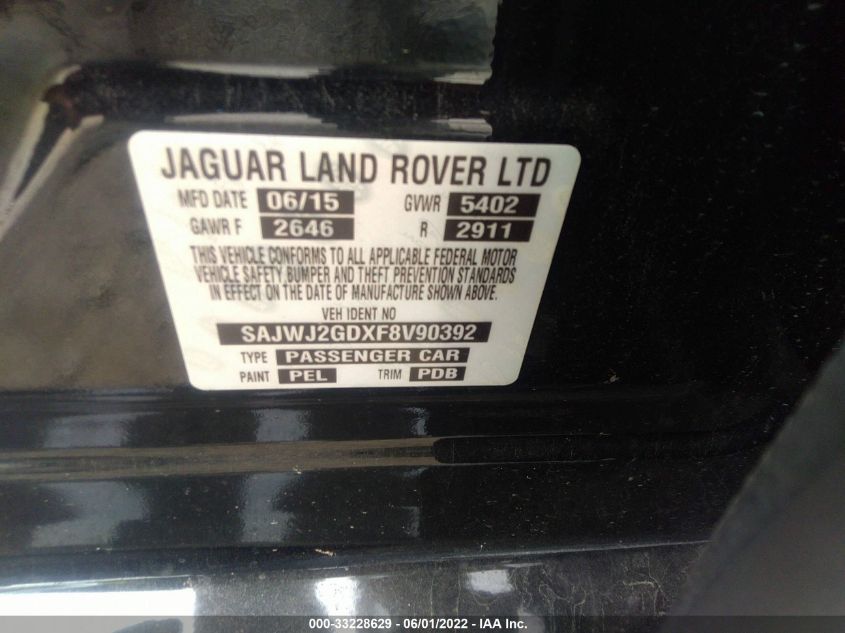 JAGUAR LAND ROVER LTD
MFD DATE 06/15 GVWR 5402
GAWR F 2646 R 2911
THIS VEHICLE CONFORMS TO ALL APPLICABLE FEDERAL MOTOR
VEHICLE SAFETY, BUMPER AND THEFT PREVENTION STANDARDS
IN EFFECT ON THE DATE OF MANUFACTURE SHOWN ABOVE.
VEH IDENT NO
SAJWJ2GDXF8V90392
TYPE PASSENGER CAR
PAINT PEL TRIM PDB
000-33228629 - 06/01/2022 - IAA Inc.